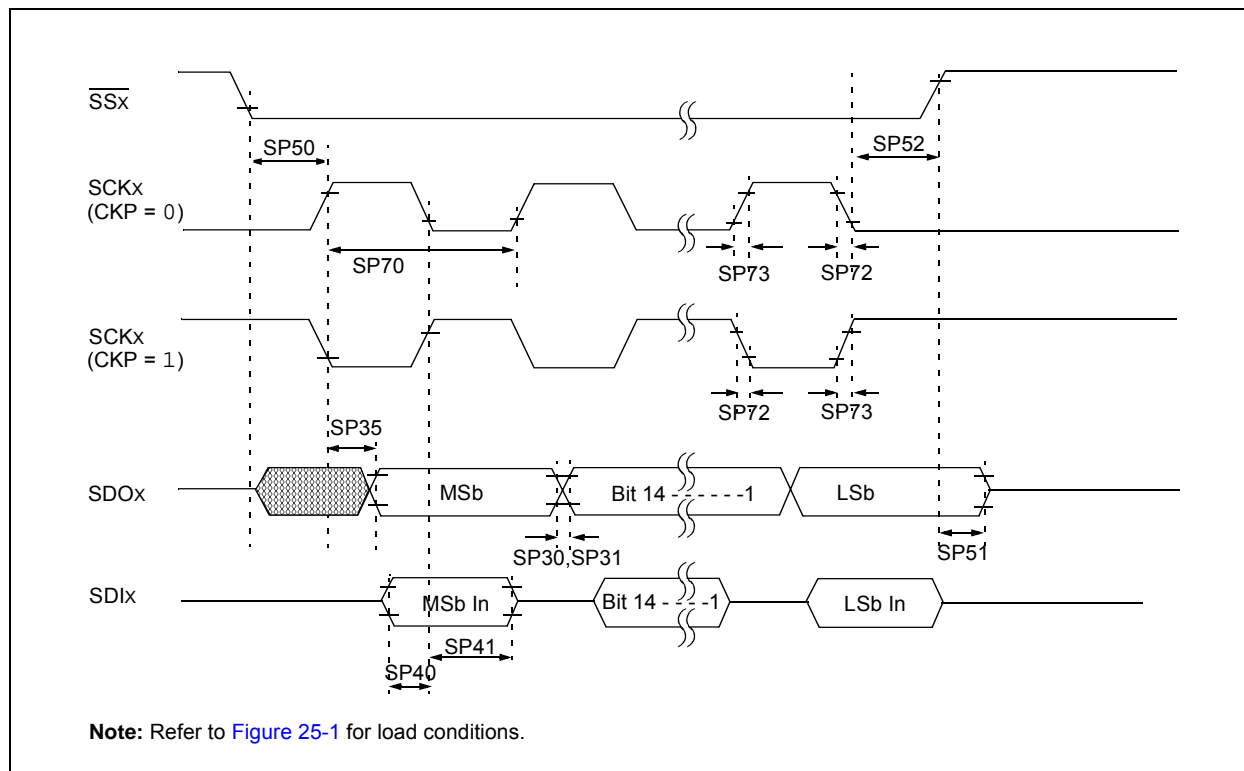 SSx
SP50
SP52
SCKx
(CKP = 0)
SP70
SP73
SP72
SCKx
(CKP = 1)
SP72
SP73
SP35
SDOx
MSb
Bit 14 - - - - - -1
LSb
SP30,SP31
SP51
SDIx
MSb In
Bit 14 - - - - -1
LSb In
SP41
SP40
Note: Refer to Figure 25-1 for load conditions.